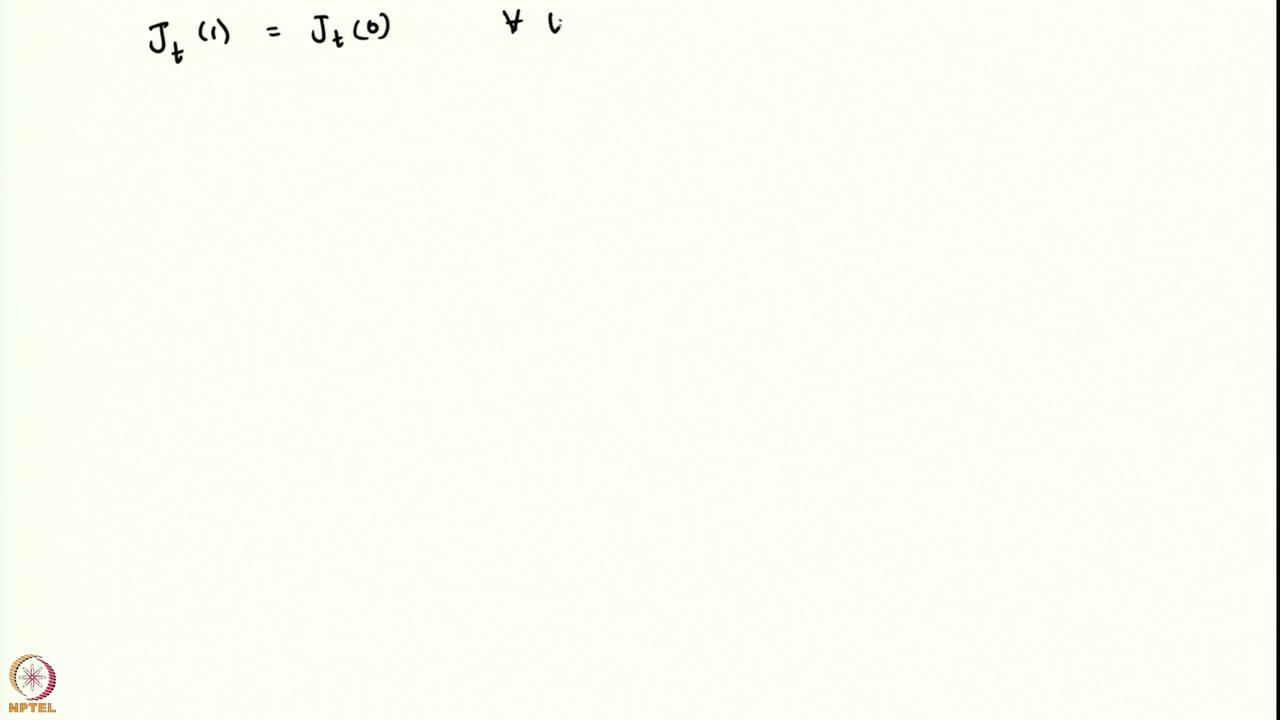 J_t (1) = J_t (0) ∀
NPTEL